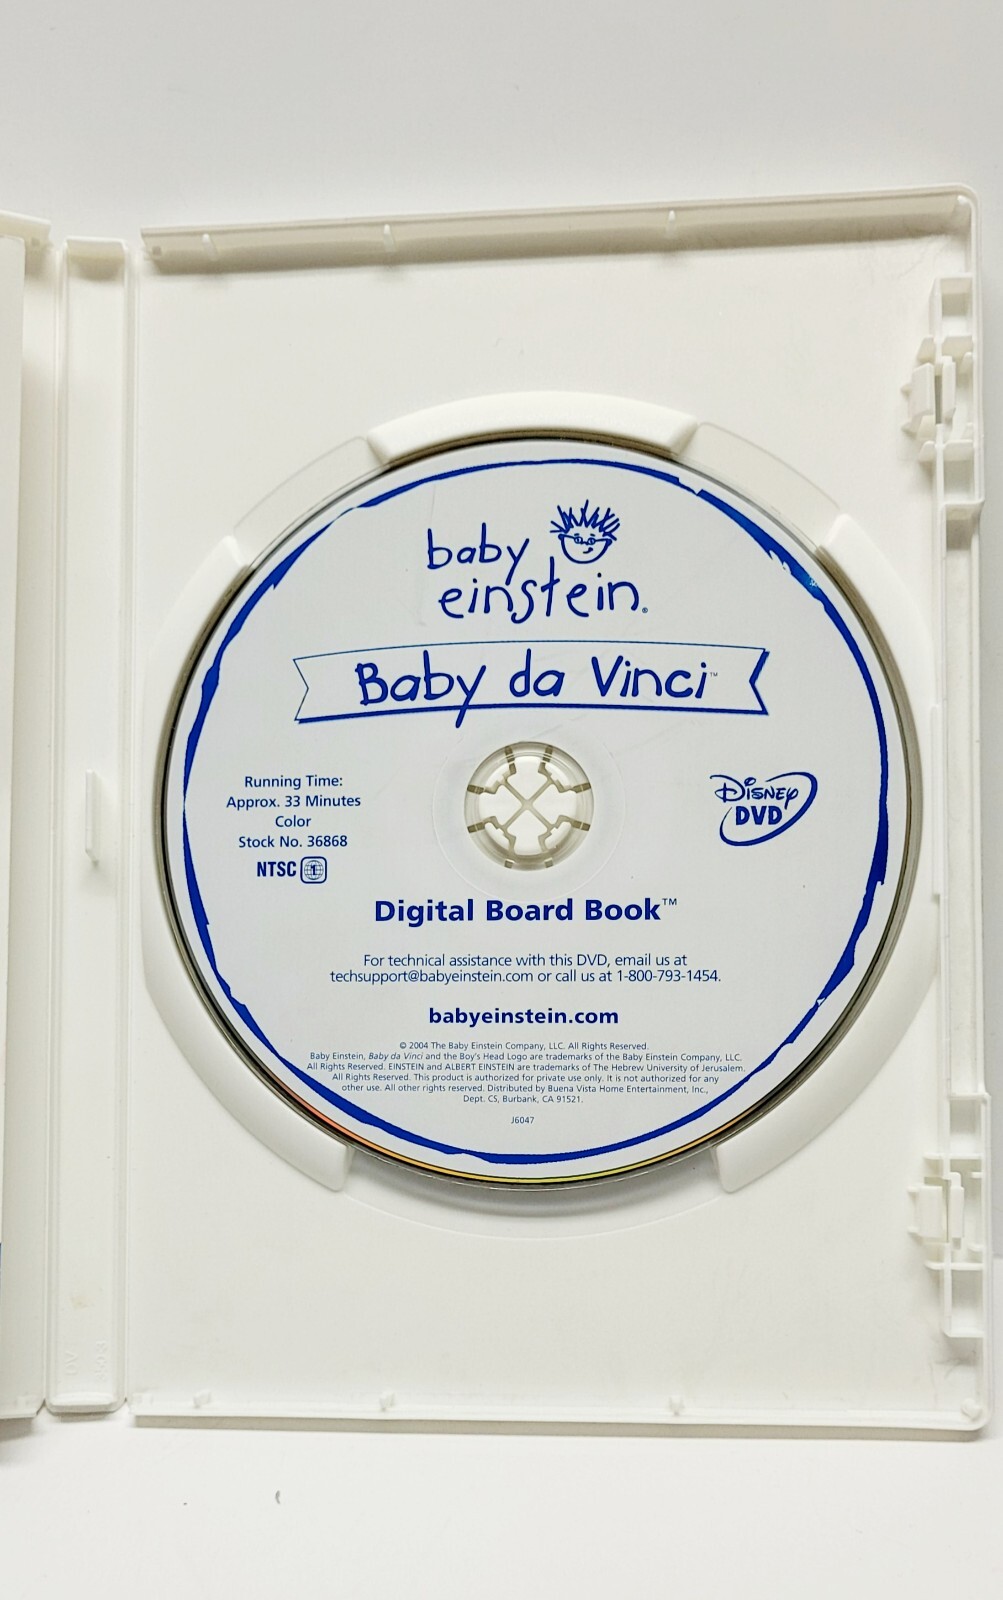 baby
einstein®
Baby da Vinci™
Running Time:
Approx. 33 Minutes
Color
Stock No. 36868
NTSC 1
Disney
DVD
Digital Board Book™
For technical assistance with this DVD, email us at
techsupport@babyeinstein.com or call us at 1-800-793-1454.
babyeinstein.com
© 2004 The Baby Einstein Company, LLC. All Rights Reserved.
Baby Einstein, Baby da Vinci and the Boy's Head Logo are trademarks of the Baby Einstein Company, LLC.
All Rights Reserved. EINSTEIN and ALBERT EINSTEIN are trademarks of The Hebrew University of Jerusalem.
All Rights Reserved. This product is authorized for private use only. It is not authorized for any
other use. All other rights reserved. Distributed by Buena Vista Home Entertainment, Inc.,
Dept. CS, Burbank, CA 91521.
J6047